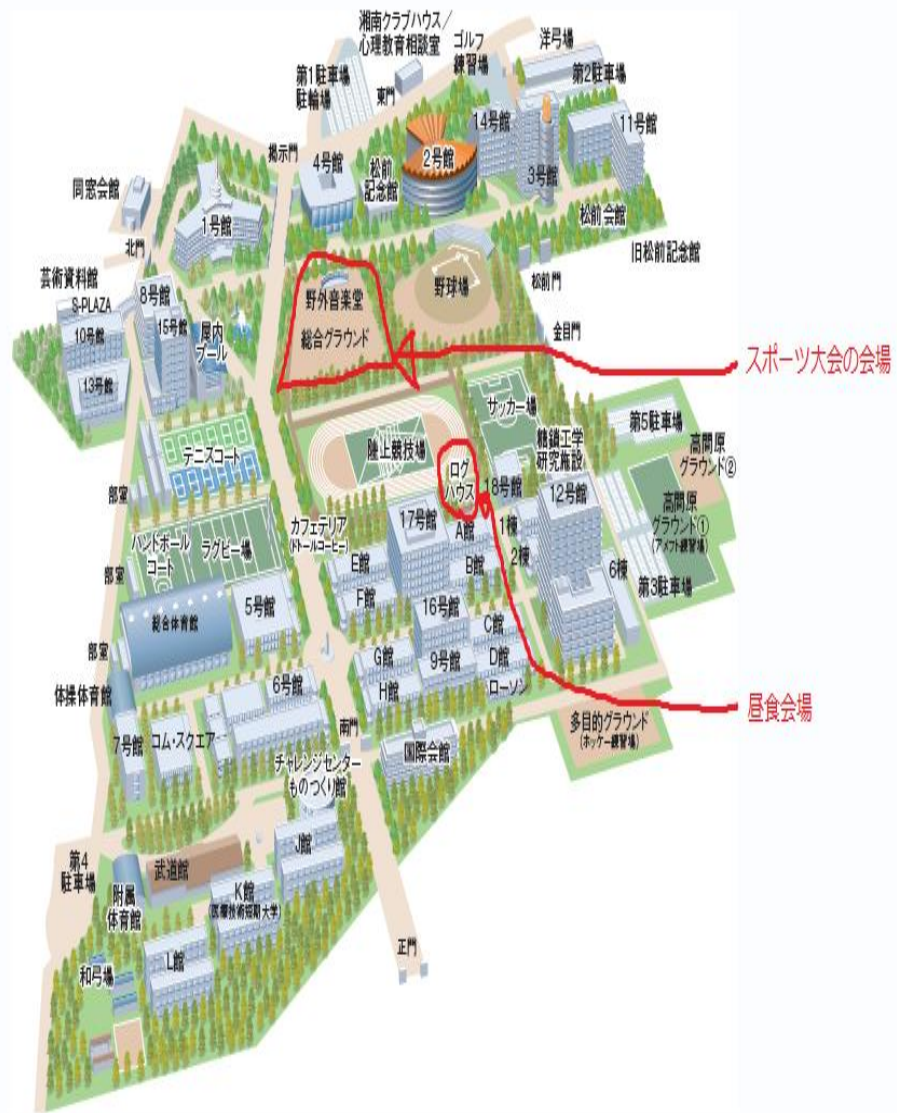 湘南クラブハウス/
心理教育相談室
ゴルフ
練習場
洋弓場
第1駐車場
駐輪場
東門
第2駐車場
14号館
11号館
掲示門
4号館
松前
記念館
2号館
3号館
同窓会館
1号館
松前会館
北門
旧松前記念館
芸術資料館
S-PLAZA
8号館
野外音楽堂
野球場
松前門
10号館
15号館
屋内
プール
総合グラウンド
金目門
13号館
スポーツ大会の会場
サッカー場
第5駐車場
テニスコート
陸上競技場
糖鎖工学
研究施設
高間原
グラウンド②
ログ
ハウス
18号館
12号館
部室
高間原
グラウンド①
(アメフト練習場)
カフェテリア
(ドトールコーヒー)
17号館
A館
1棟
2棟
ハンドボール
コート
ラグビー場
E館
B館
6棟
第3駐車場
部室
F館
5号館
16号館
総合体育館
C館
部室
G館
9号館
D館
体操体育館
6号館
H館
ローソン
昼食会場
7号館
コム・スクエア
南門
国際会館
多目的グラウンド
(ホッケー練習場)
チャレンジセンター
ものつくり館
J館
第4
駐車場
武道館
附属
体育館
K館
(医療技術短期大学)
正門
和弓場
L館